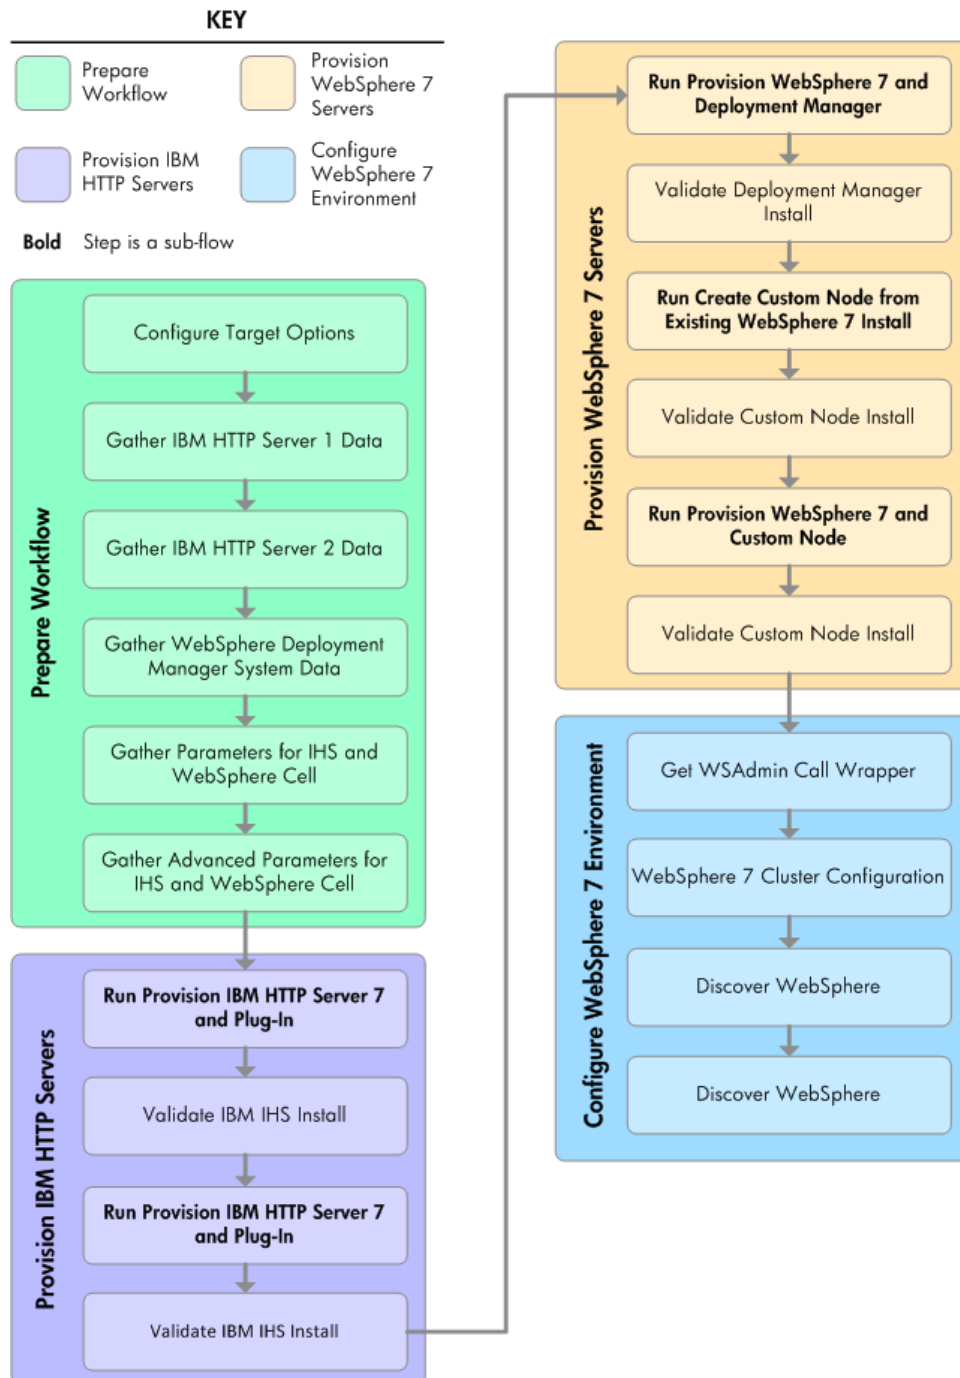 KEY
Prepare
Workflow
Provision
WebSphere 7
Servers
Provision IBM
HTTP Servers
Configure
WebSphere 7
Environment
Bold Step is a sub-flow
Prepare Workflow
Configure Target Options
Gather IBM HTTP Server 1 Data
Gather IBM HTTP Server 2 Data
Gather WebSphere Deployment
Manager System Data
Gather Parameters for IHS and
WebSphere Cell
Gather Advanced Parameters for
IHS and WebSphere Cell
Provision IBM HTTP Servers
Run Provision IBM HTTP Server 7
and Plug-In
Validate IBM IHS Install
Run Provision IBM HTTP Server 7
and Plug-In
Validate IBM IHS Install
Provision WebSphere 7 Servers
Run Provision WebSphere 7 and
Deployment Manager
Validate Deployment Manager
Install
Run Create Custom Node from
Existing WebSphere 7 Install
Validate Custom Node Install
Run Provision WebSphere 7 and
Custom Node
Validate Custom Node Install
Configure WebSphere 7 Environment
Get WSAdmin Call Wrapper
WebSphere 7 Cluster Configuration
Discover WebSphere
Discover WebSphere